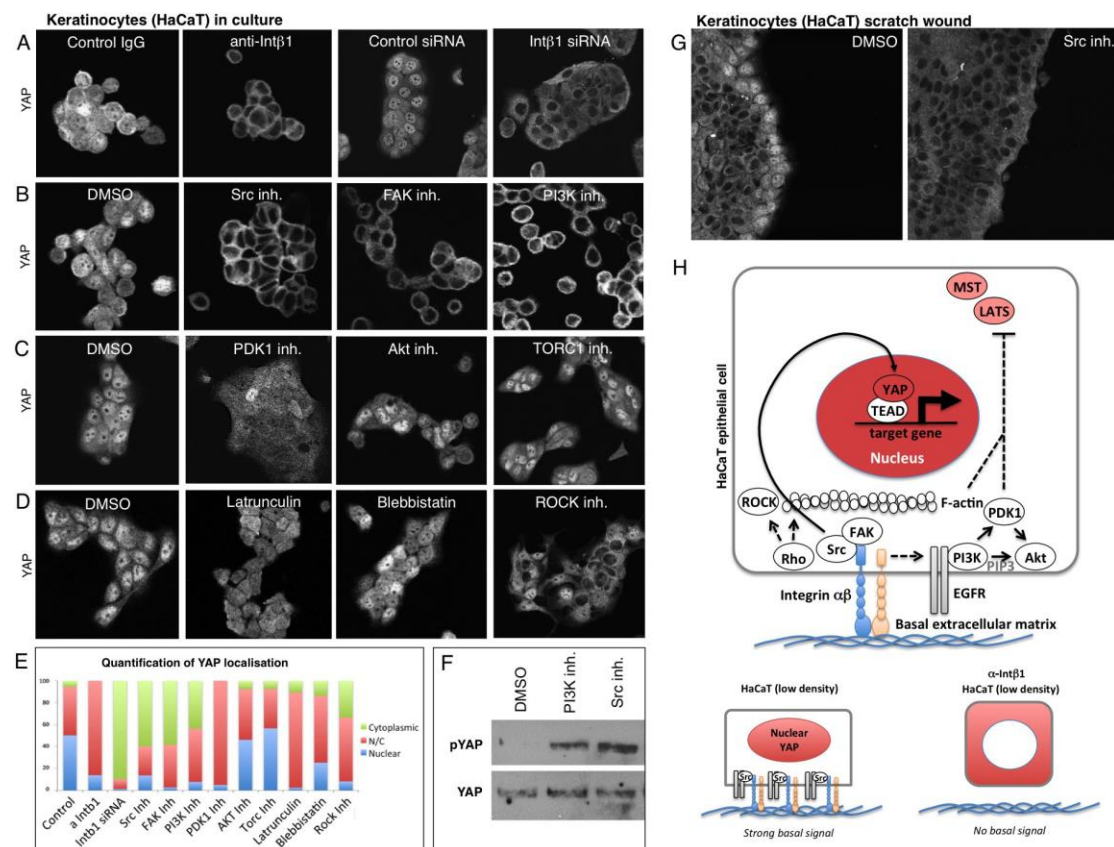 Keratinocytes (HaCaT) in culture
A
Control IgG
anti-Intβ1
Control siRNA
Intβ1 siRNA
YAP
B
DMSO
Src inh.
FAK inh.
PI3K inh.
YAP
C
DMSO
PDK1 inh.
Akt inh.
TORC1 inh.
YAP
D
DMSO
Latrunculin
Blebbistatin
ROCK inh.
YAP
E
Quantification of YAP localisation
100
80
60
40
20
0
Cytoplasmic
N/C
Nuclear
Control
a Intb1
Intb1 siRNA
Src Inh
FAK Inh
PI3K Inh
PDK1 Inh
AKT Inh
Torc Inh
Latrunculin
Blebbistatin
Rock Inh
F
DMSO
PI3K inh.
Src inh.
pYAP
YAP
Keratinocytes (HaCaT) scratch wound
G
DMSO
Src inh.
H
HaCaT epithelial cell
MST
LATS
YAP
TEAD
target gene
Nucleus
ROCK
F-actin
PDK1
FAK
Src
Rho
PI3K
Akt
PIP3
Integrin αβ
EGFR
Basal extracellular matrix
HaCaT (low density)
Nuclear
YAP
Src
Src
Src
Strong basal signal
α-Intβ1
HaCaT (low density)
No basal signal